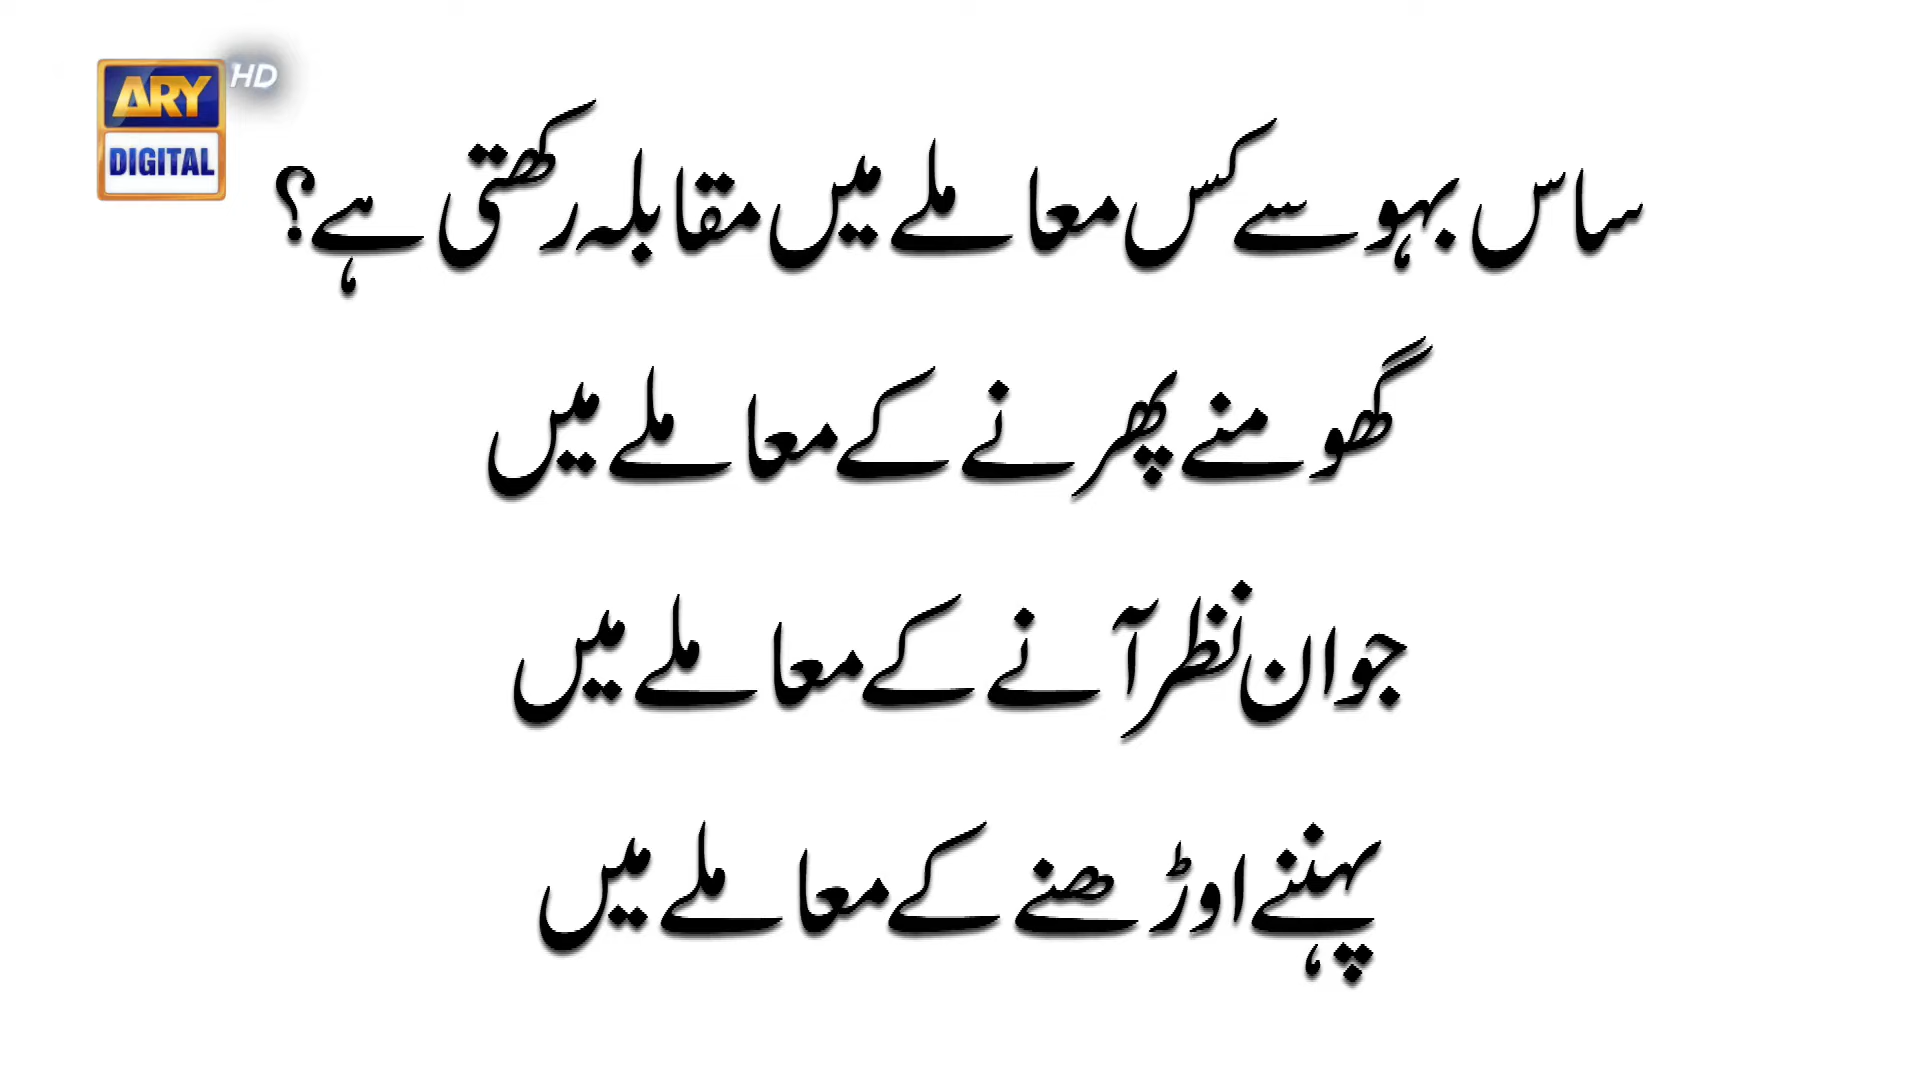 ARY HD
DIGITAL
ساس بہو سے کس معاملے میں مقابلہ رکھتی ہے؟
گھومنے پھرنے کے معاملے میں
جوان نظر آنے کے معاملے میں
پہننے اوڑھنے کے معاملے میں